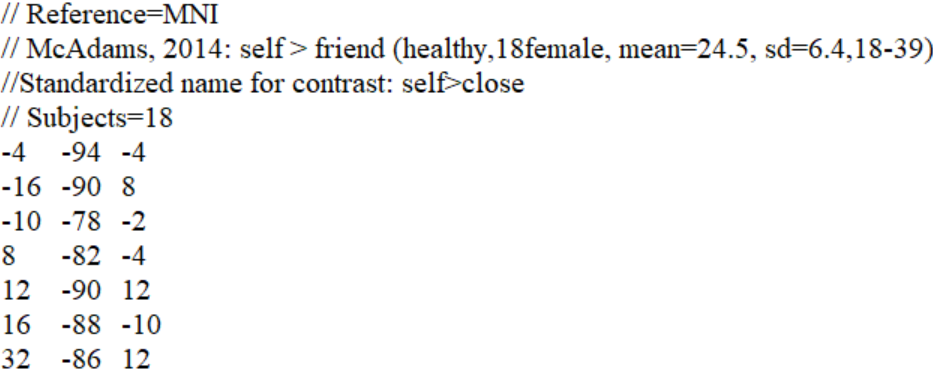 // Reference=MNI
// McAdams, 2014: self > friend (healthy,18female, mean=24.5, sd=6.4,18-39)
//Standardized name for contrast: self>close
// Subjects=18
-4 -94 -4
-16 -90 8
-10 -78 -2
8 -82 -4
12 -90 12
16 -88 -10
32 -86 12